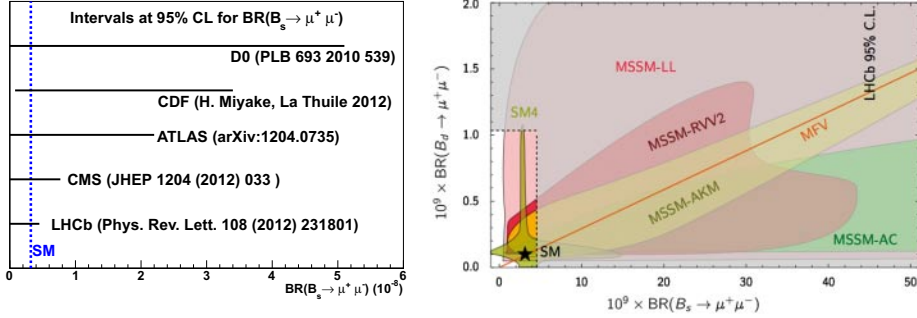 Intervals at 95% CL for BR(B_s → μ⁺ μ⁻)
D0 (PLB 693 2010 539)
CDF (H. Miyake, La Thuile 2012)
ATLAS (arXiv:1204.0735)
CMS (JHEP 1204 (2012) 033 )
LHCb (Phys. Rev. Lett. 108 (2012) 231801)
SM
0 1 2 3 4 5 6
BR(B_s → μ⁺ μ⁻) (10⁻⁸)
10⁹ × BR(B_d → μ⁺μ⁻)
2.0
1.5
1.0
0.5
0.0
MSSM-LL
LHCb 95% C.L.
SM4
MSSM-RVV2
MFV
MSSM-AKM
MSSM-AC
SM
0 10 20 30 40 50
10⁹ × BR(B_s → μ⁺μ⁻)